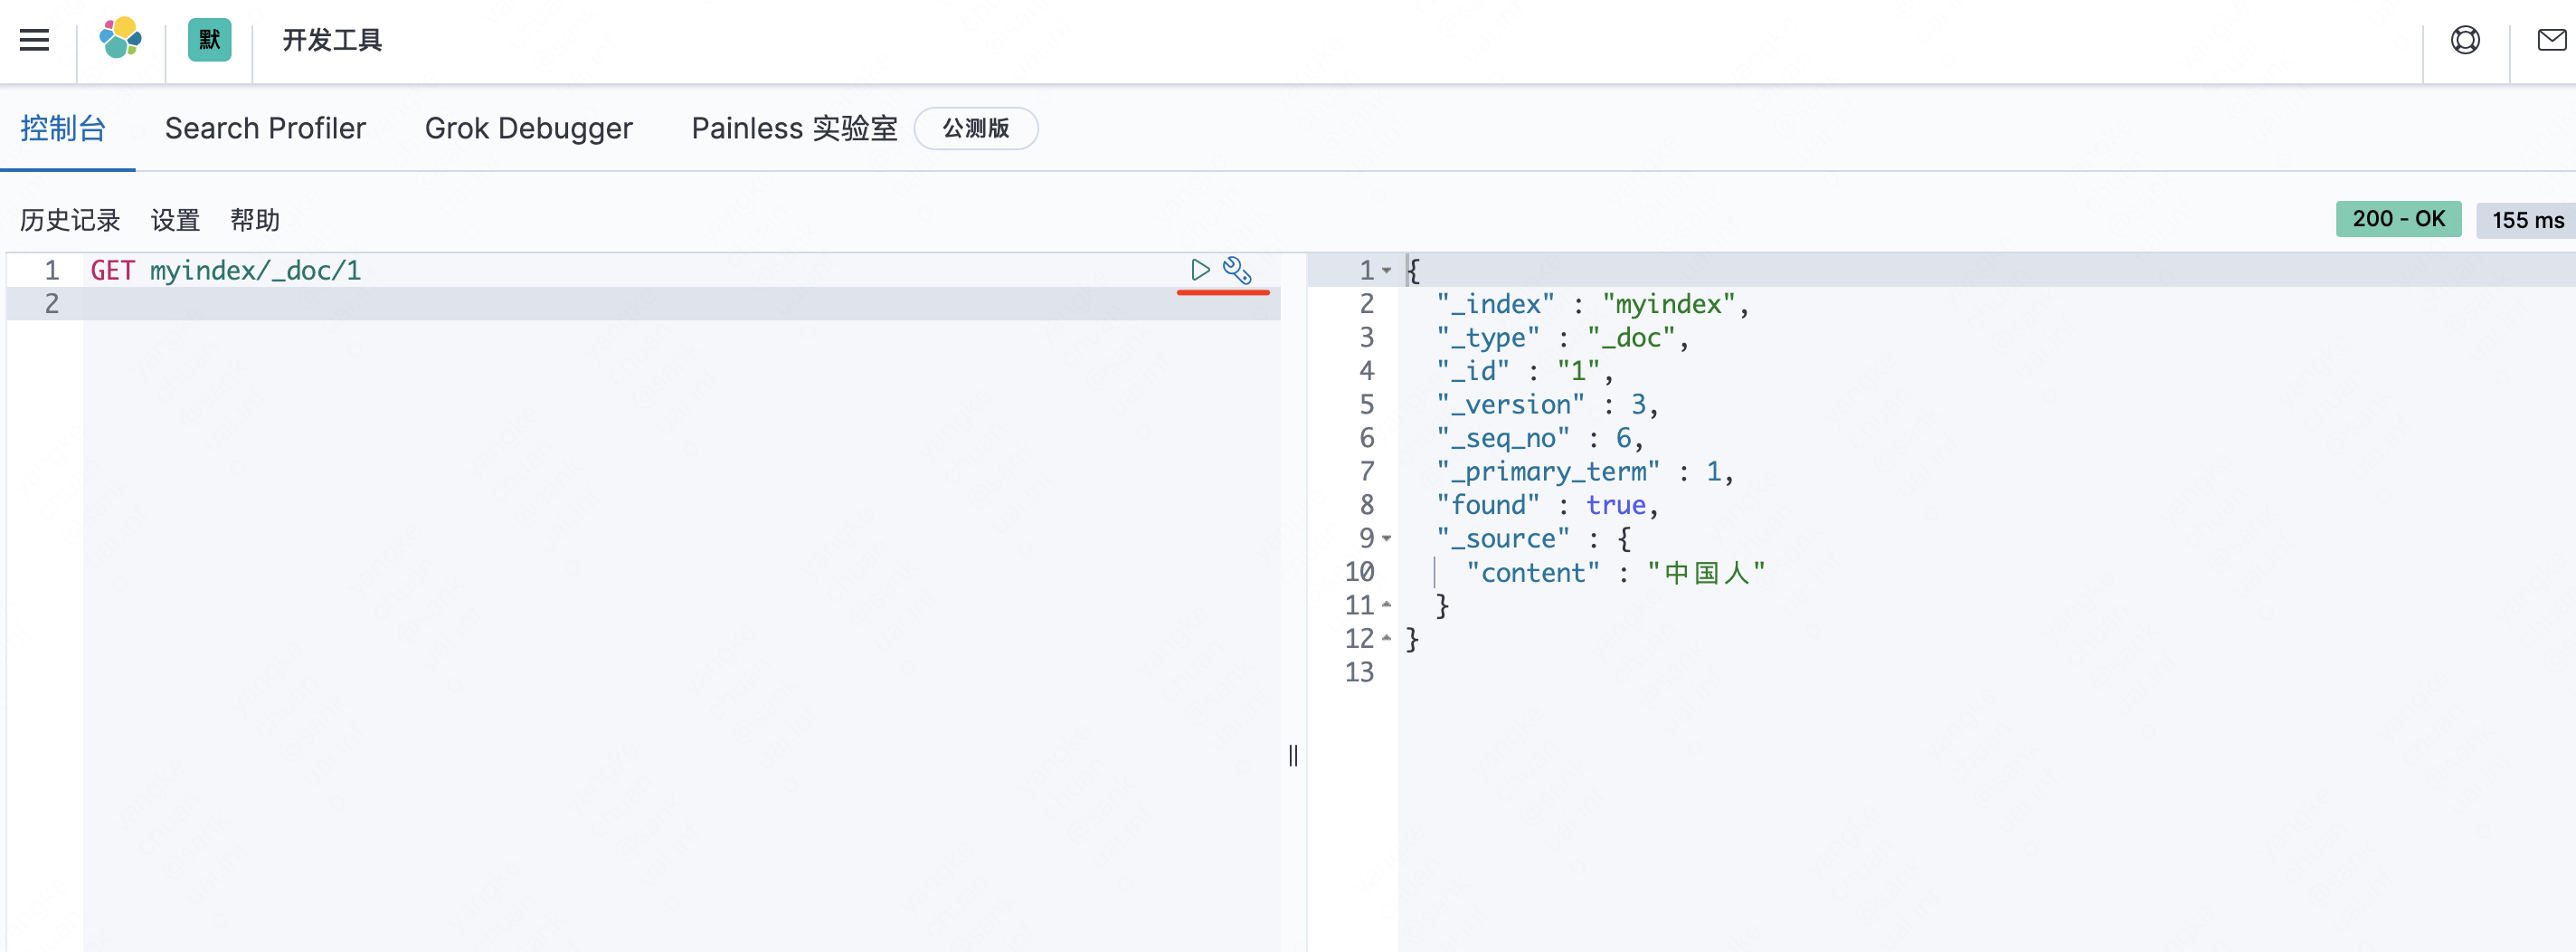 默 开发工具
控制台 Search Profiler Grok Debugger Painless 实验室 公测版
历史记录 设置 帮助 200 - OK 155 ms
1 GET myindex/_doc/1
2
1 {
2 "_index" : "myindex",
3 "_type" : "_doc",
4 "_id" : "1",
5 "_version" : 3,
6 "_seq_no" : 6,
7 "_primary_term" : 1,
8 "found" : true,
9 "_source" : {
10 "content" : "中国人"
11 }
12 }
13